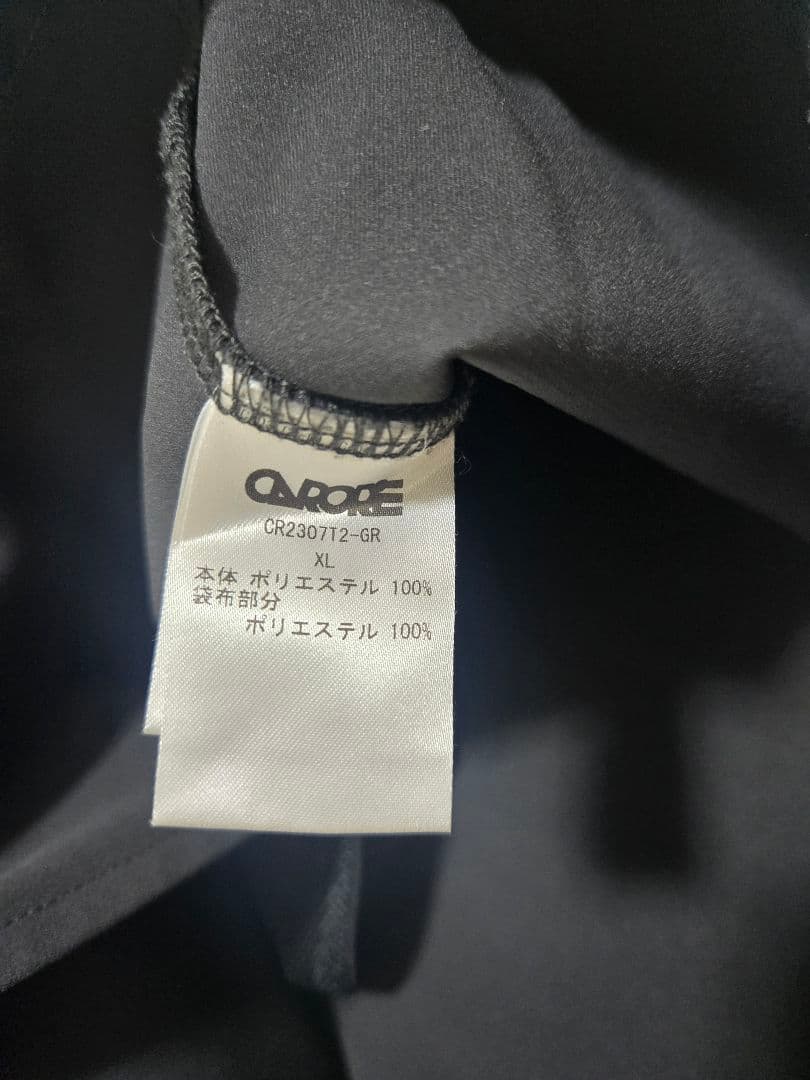 CARORE
CR2307T2-GR
XL
本体 ポリエステル 100%
袋布部分
ポリエステル 100%